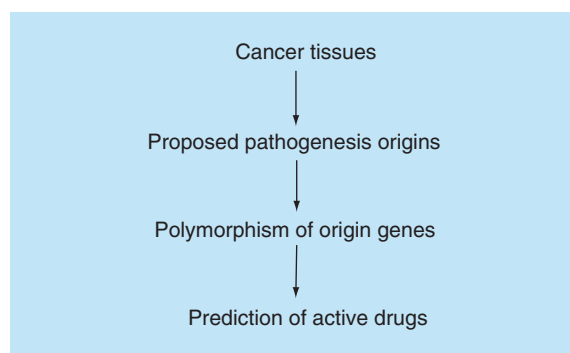 Cancer tissues
Proposed pathogenesis origins
Polymorphism of origin genes
Prediction of active drugs